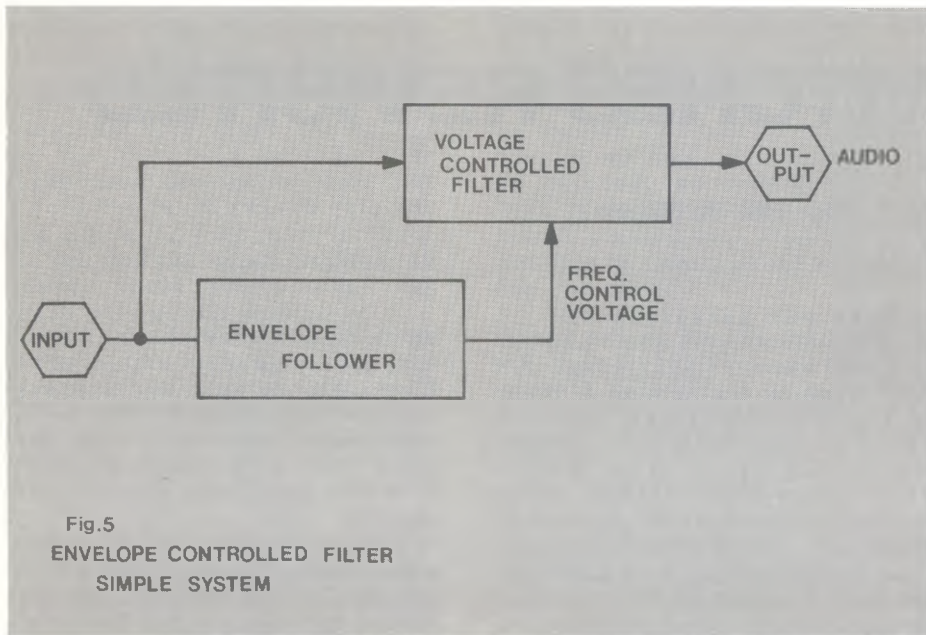 VOLTAGE
CONTROLLED
FILTER
OUT-
PUT
AUDIO
FREQ.
CONTROL
VOLTAGE
INPUT
ENVELOPE
FOLLOWER
Fig.5
ENVELOPE CONTROLLED FILTER
SIMPLE SYSTEM